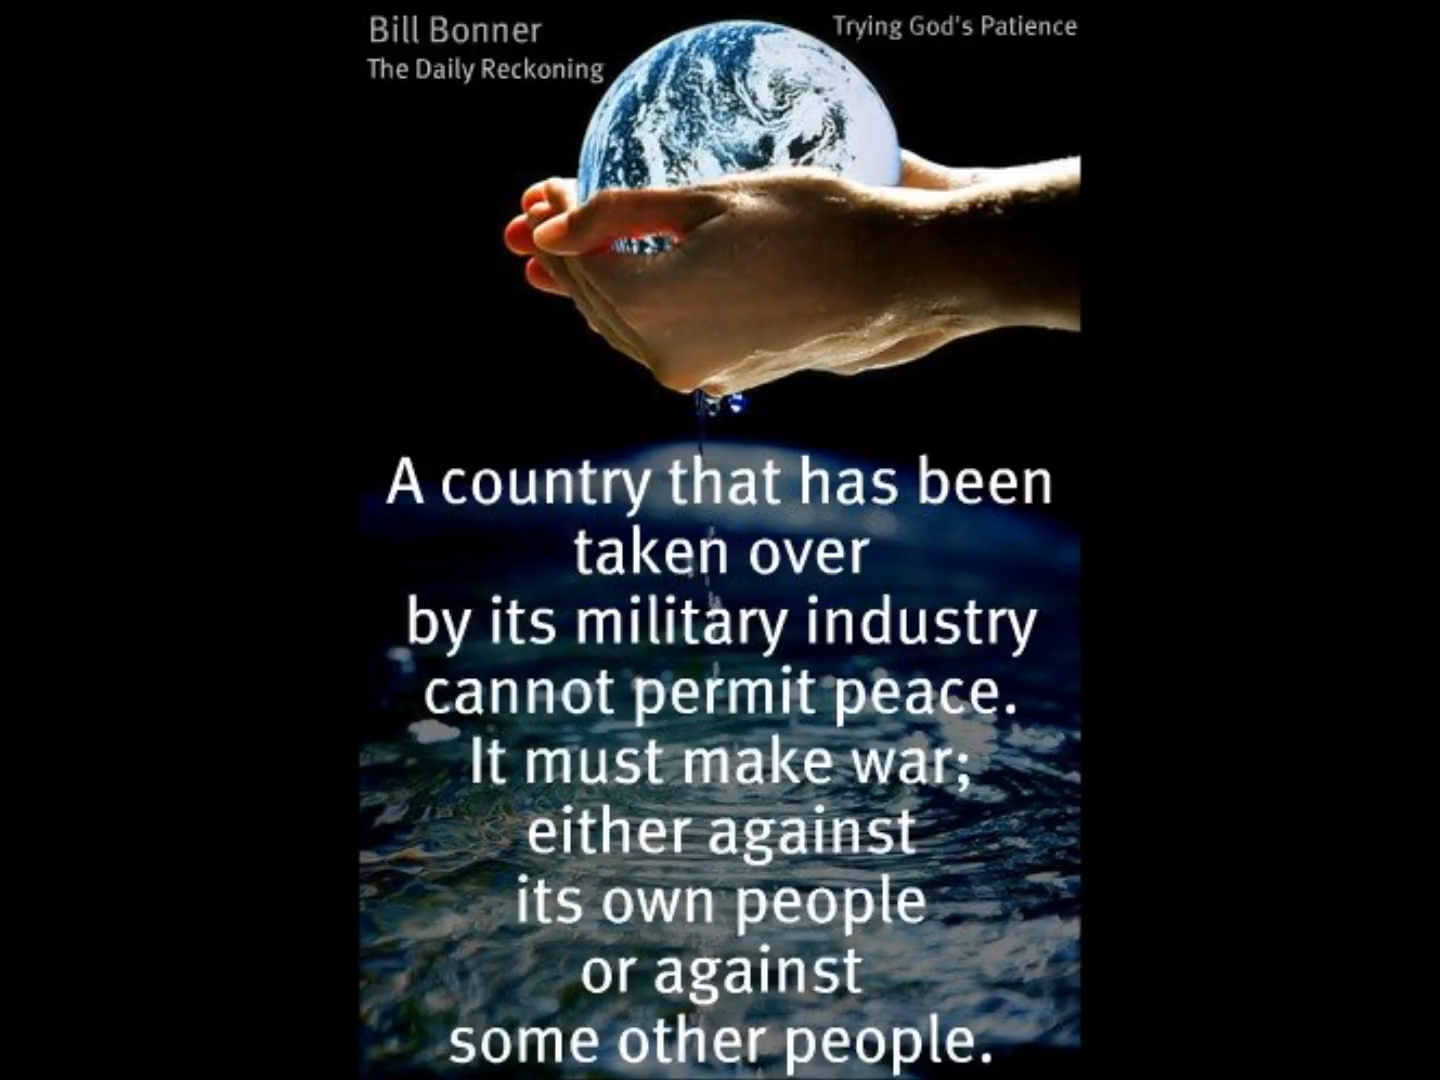 Bill Bonner
The Daily Reckoning
Trying God's Patience
A country that has been
taken over
by its military industry
cannot permit peace.
It must make war;
either against
its own people
or against
some other people.